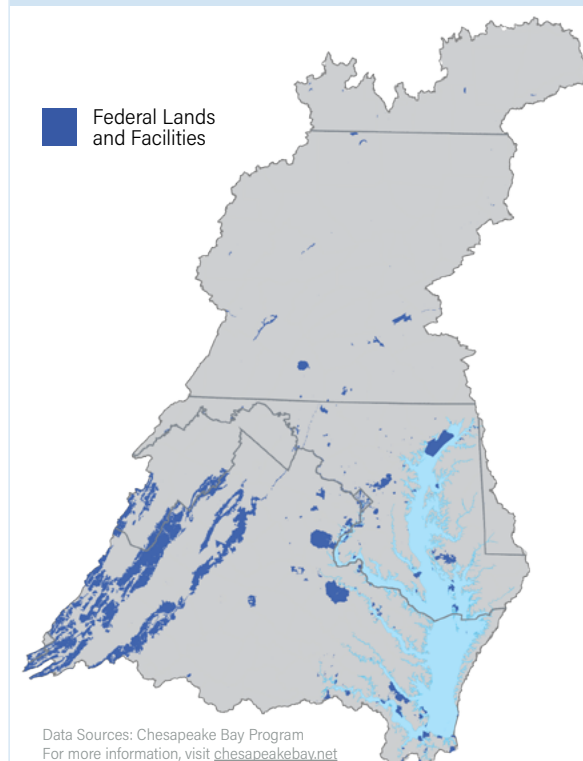 Federal Lands
and Facilities
Data Sources: Chesapeake Bay Program
For more information, visit chesapeakebay.net